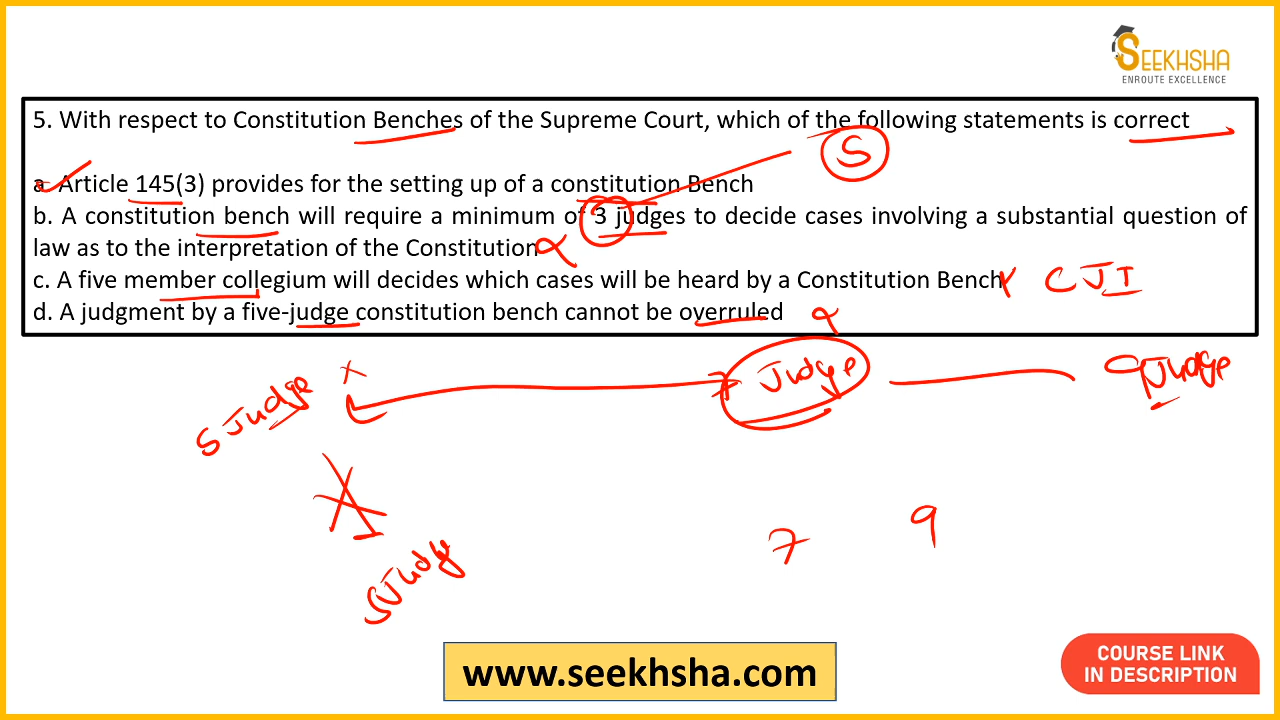 SEEKHSHA
ENROUTE EXCELLENCE
5. With respect to Constitution Benches of the Supreme Court, which of the following statements is correct
5
a. Article 145(3) provides for the setting up of a constitution Bench
b. A constitution bench will require a minimum of 3 judges to decide cases involving a substantial question of
law as to the interpretation of the Constitution
c. A five member collegium will decides which cases will be heard by a Constitution Bench CJI
d. A judgment by a five-judge constitution bench cannot be overruled
5 Judge
7 Judge
9 Judge
7 9
5 Judge
www.seekhsha.com
COURSE LINK
IN DESCRIPTION